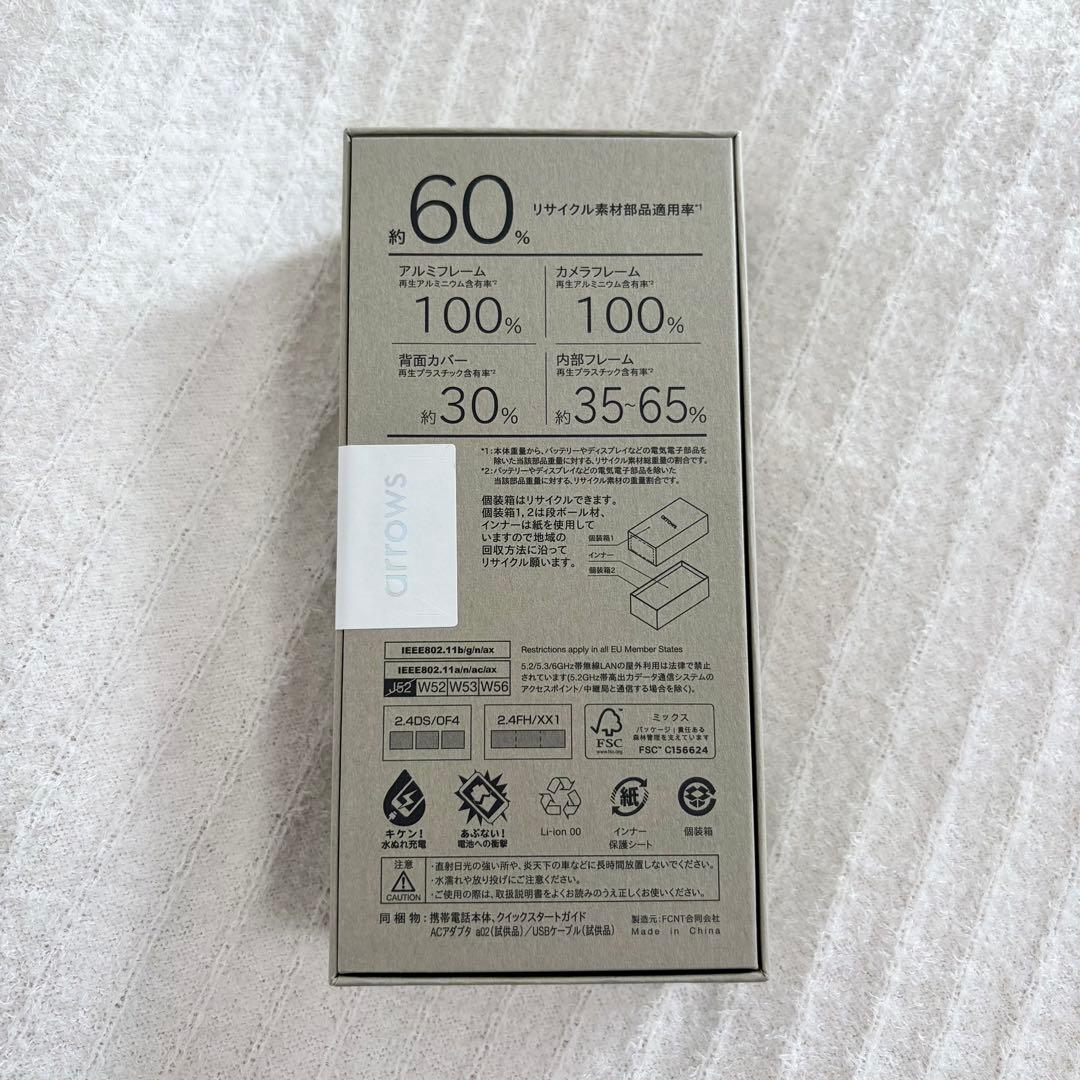 約60% リサイクル素材部品適用率*1
アルミフレーム
再生アルミニウム含有率*2
100%
カメラフレーム
再生アルミニウム含有率*2
100%
背面カバー
再生プラスチック含有率*2
約30%
内部フレーム
再生プラスチック含有率*2
約35~65%
*1:本体重量から、バッテリーやディスプレイなどの電気電子部品を
除いた当該部品重量に対する、リサイクル素材総重量の割合です。
*2:バッテリーやディスプレイなどの電気電子部品を除いた
当該部品重量に対する、リサイクル素材の重量割合です。
arrows
個装箱はリサイクルできます。
個装箱1,2は段ボール材、
インナーは紙を使用して
いますので地域の
回収方法に沿って
リサイクル願います。
arrows
個装箱1
インナー
個装箱2
IEEE802.11b/g/n/ax
IEEE802.11a/n/ac/ax
J52 W52 W53 W56
Restrictions apply in all EU Member States
5.2/5.3/6GHz帯無線LANの屋外利用は法律で禁止
されています(5.2GHz帯高出力データ通信システムの
アクセスポイント/中継局と通信する場合を除く)。
2.4DS/OF4
2.4FH/XX1
FSC
www.fsc.org
ミックス
パッケージ|責任ある
森林管理を支えています
FSC™ C156624
キケン!
水ぬれ充電
あぶない!
電池への衝撃
Li-ion 00
紙
インナー
保護シート
個装箱
注意
CAUTION
・直射日光の強い所や、炎天下の車などに長時間放置しないでください。
・水濡れや放り投げにご注意ください。
・ご使用の際は、取扱説明書をよくお読みのうえ正しくお使いください。
同梱物:携帯電話本体、クイックスタートガイド
ACアダプタ a02(試供品)/USBケーブル(試供品)
製造元:FCNT合同会社
Made in China